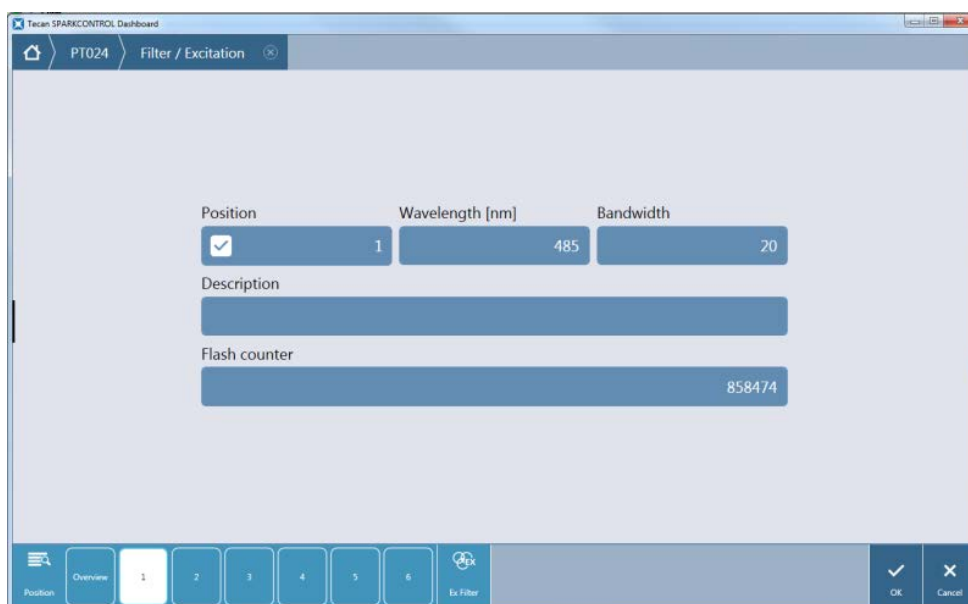 Tecan SPARKCONTROL Dashboard
PT024 Filter / Excitation
Position Wavelength [nm] Bandwidth
1 485 20
Description
Flash counter
858474
Overview 1 2 3 4 5 6 EX
Position Ex Filter OK Cancel